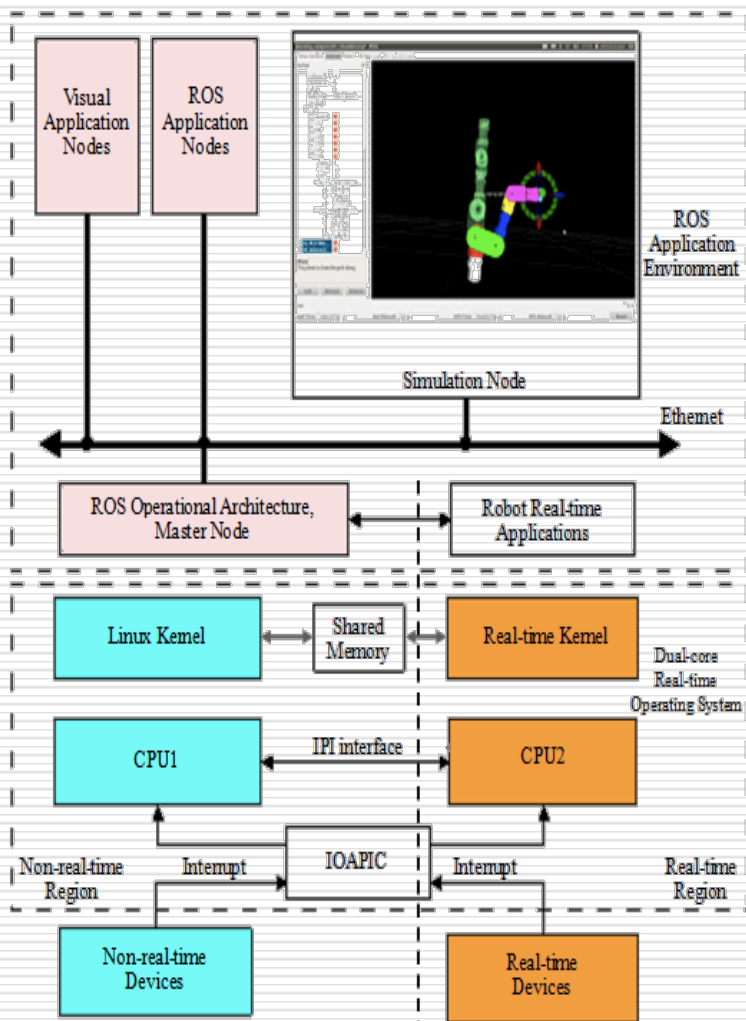 Visual
Application
Nodes
ROS
Application
Nodes
ROS
Application
Environment
Simulation Node
Ethernet
ROS Operational Architecture,
Master Node
Robot Real-time
Applications
Linux Kernel
Shared
Memory
Real-time Kernel
Dual-core
Real-time
Operating System
CPU1
IPI interface
CPU2
IOAPIC
Non-real-time
Region
Interrupt
Interrupt
Real-time
Region
Non-real-time
Devices
Real-time
Devices